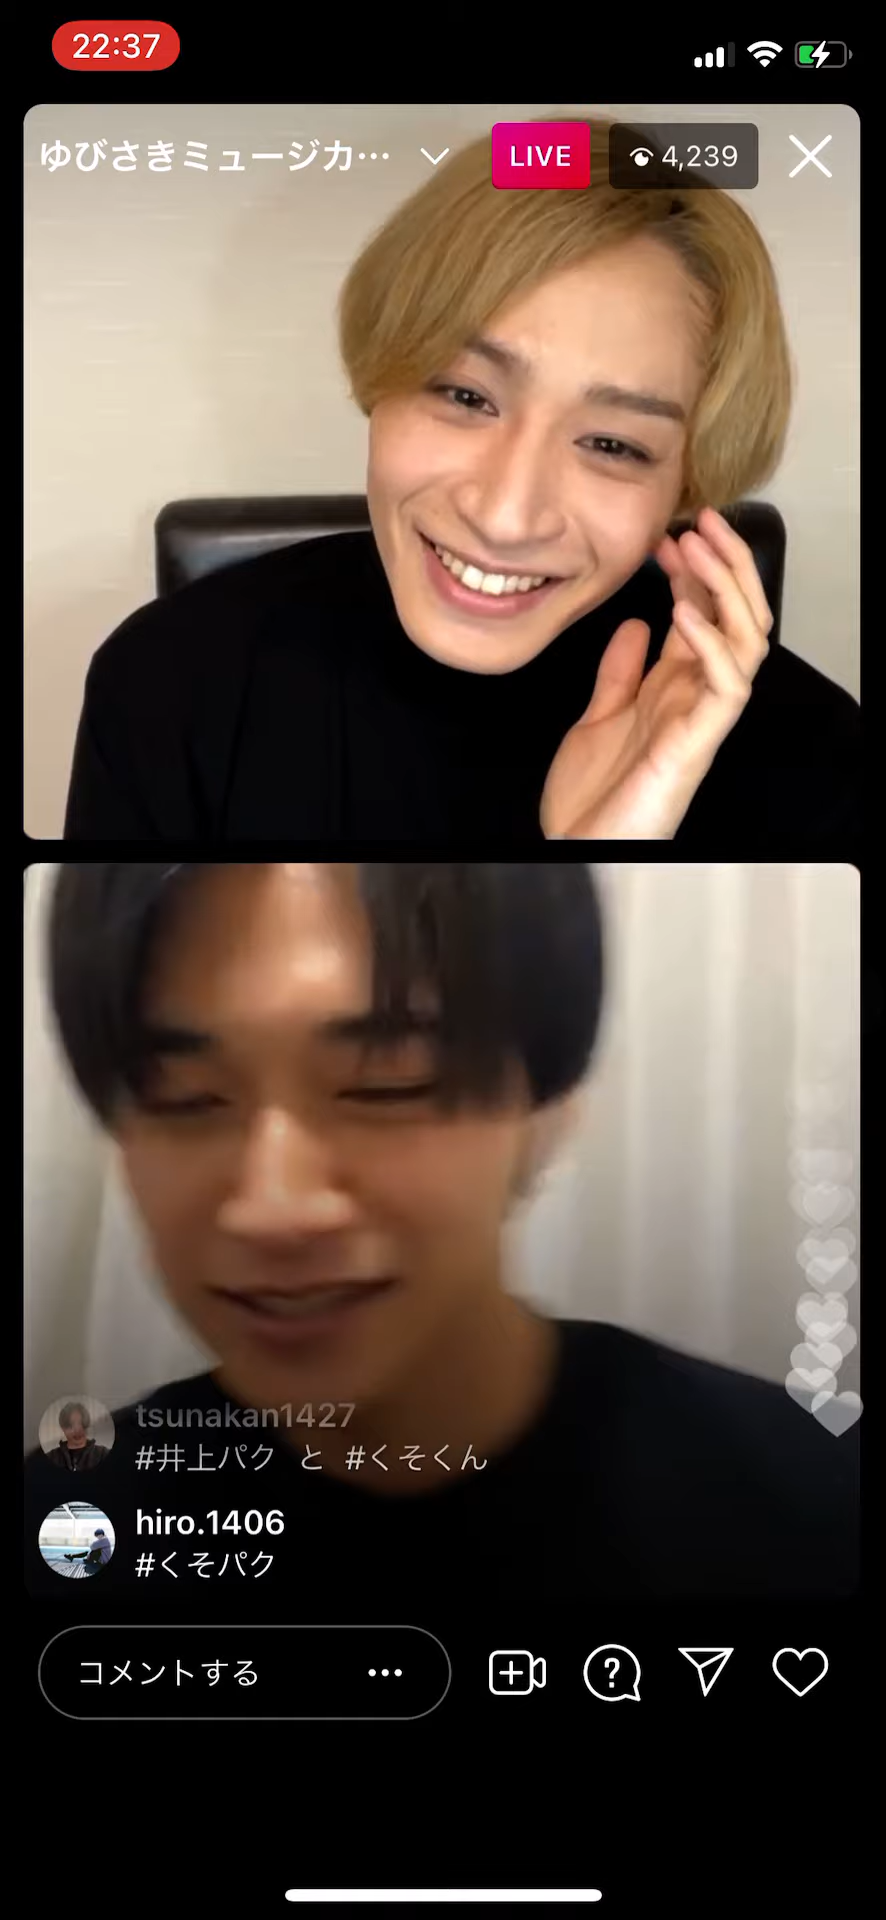 22:37
ゆびさきミュージカ…
LIVE
4,239
tsunakan1427
#井上パク と #くそくん
hiro.1406
#くそパク
コメントする